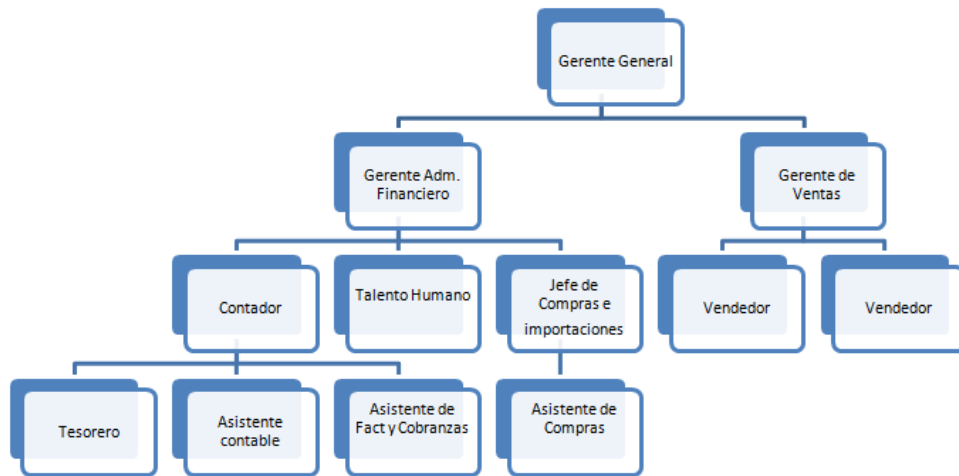 Gerente General
Gerente Adm.
Financiero
Gerente de
Ventas
Contador
Talento Humano
Jefe de
Compras e
importaciones
Vendedor
Vendedor
Tesorero
Asistente
contable
Asistente de
Fact y Cobranzas
Asistente de
Compras